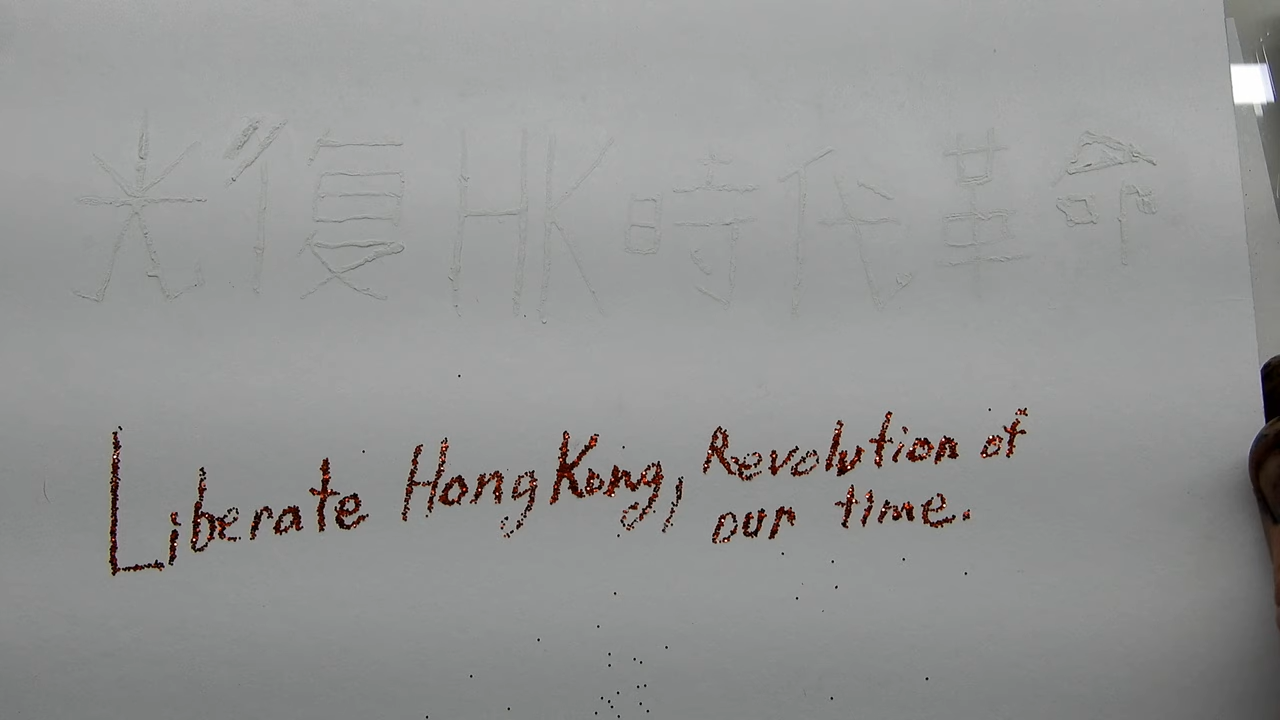 光復HK時代革命
Liberate Hong Kong, Revolution of
our time.